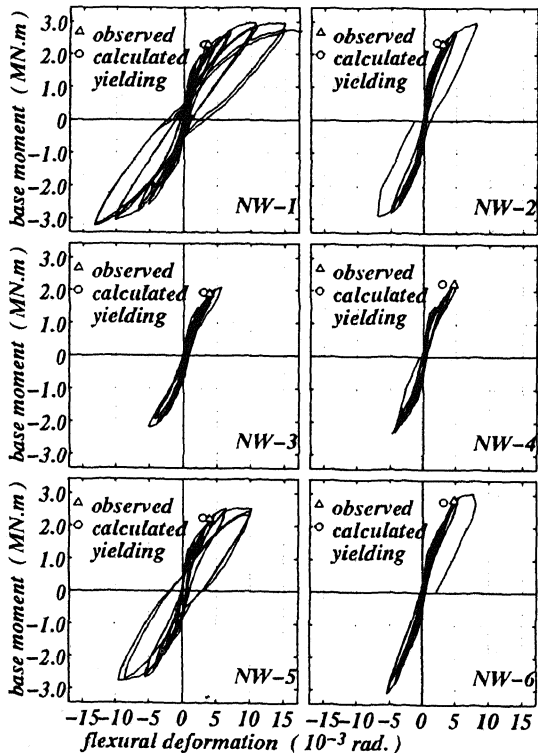 3.0 △ observed △ observed
2.0 ○ calculated ○ calculated
yielding yielding
1.0
0
-1.0
-2.0
-3.0 NW-1 NW-2
base moment ( MN.m )
3.0 △ observed △ observed
2.0 ○ calculated ○ calculated
yielding yielding
1.0
0
-1.0
-2.0
-3.0 NW-3 NW-4
base moment ( MN.m )
3.0 △ observed △ observed
2.0 ○ calculated ○ calculated
yielding yielding
1.0
0
-1.0
-2.0
-3.0 NW-5 NW-6
base moment ( MN.m )
-15-10-5 0 5 10 15 -15-10-5 0 5 10 15
flexural deformation ( 10⁻³ rad. )